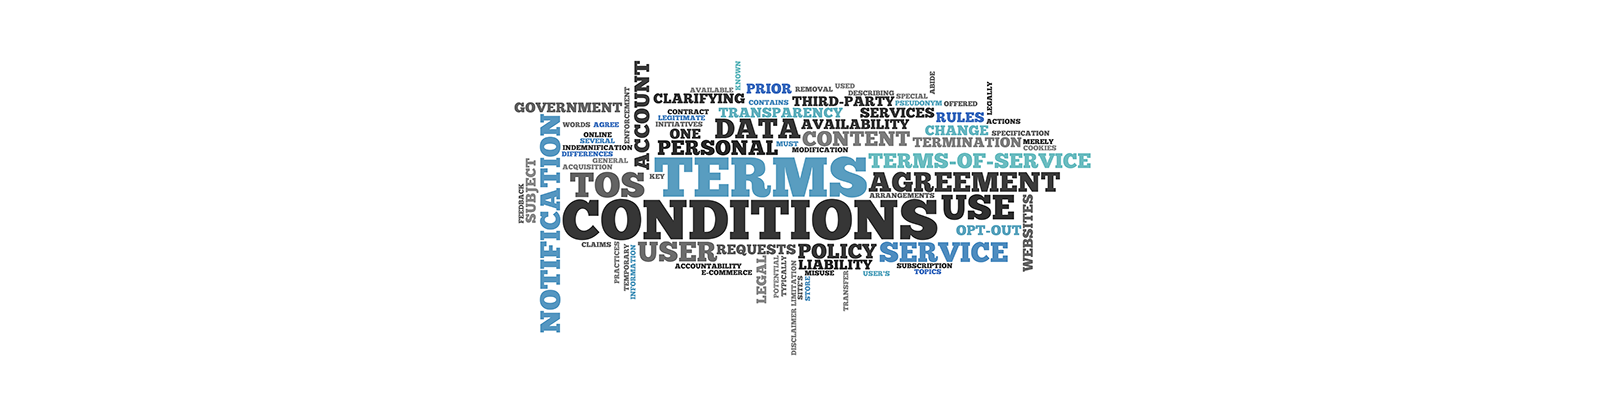 GOVERNMENT
WORDS AGREE
ONLINE
SEVERAL
INDEMNIFICATION
DIFFERENCES
GENERAL
ACQUISITION
ENFORCEMENT
ACCOUNT
NOTIFICATION
SUBJECT
FEEDBACK
KNOWN
AVAILABLE
PRIOR
REMOVAL
USED
DESCRIBING
SPECIAL
ABIDE
LEGALLY
CLARIFYING
CONTAINS
THIRD-PARTY
PSEUDONYM
OFFERED
CONTRACT
TRANSPARENCY
SERVICES
RULES
ACTIONS
LEGITIMATE
INITIATIVES
ONE
DATA
AVAILABILITY
CHANGE
SPECIFICATION
PERSONAL
MUST
CONTENT
TERMINATION
MERELY
COOKIES
MODIFICATION
KEY
TERMS
TERMS-OF-SERVICE
TOS
AGREEMENT
ARRANGEMENTS
CONDITIONS
USE
WEBSITES
OPT-OUT
CLAIMS
USER
REQUESTS
POLICY
SERVICE
PRACTICES
TEMPORARY
INFORMATION
ACCOUNTABILITY
E-COMMERCE
LEGAL
POTENTIAL
TYPICALLY
LIMITATION
DISCLAIMER
SITE'S
STORE
LIABILITY
MISUSE
TRANSFER
USER'S
SUBSCRIPTION
TOPICS